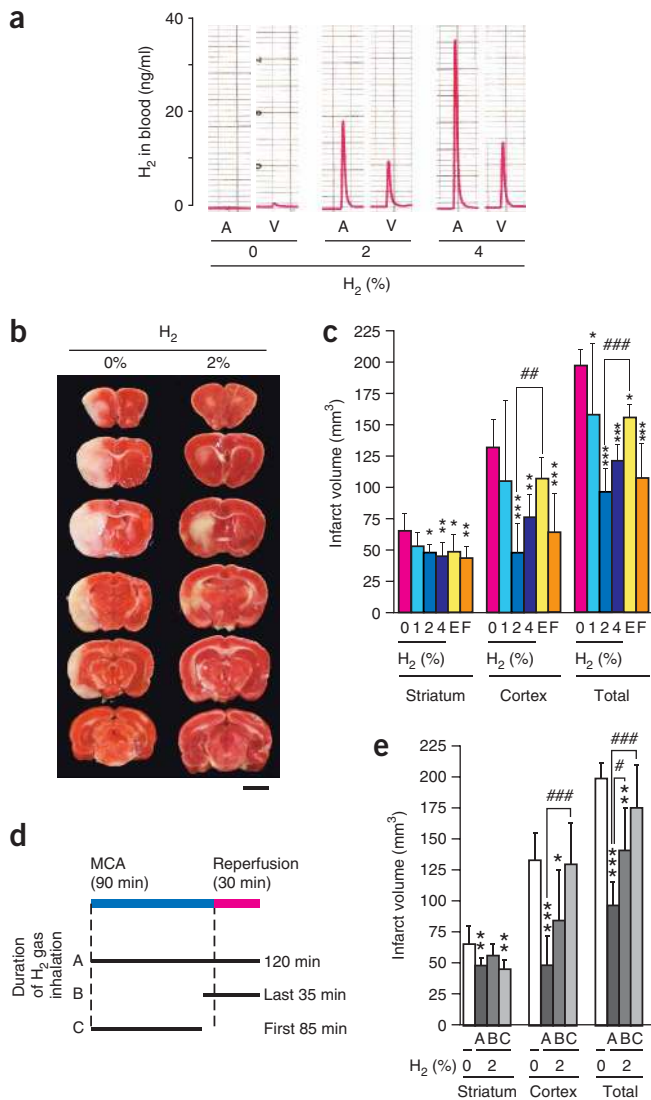 a
H2 in blood (ng/ml)
40
20
0
A V A V A V
0 2 4
H2 (%)
b
H2
0% 2%
c
Infarct volume (mm3)
225
200
175
150
125
100
75
50
25
0
##
###
* ** * **
*** ** ***
* *** *** * ***
0 1 2 4 E F 0 1 2 4 E F 0 1 2 4 E F
H2 (%) H2 (%) H2 (%)
Striatum Cortex Total
d
MCA
(90 min)
Reperfusion
(30 min)
Duration
of H2 gas
inhalation
A 120 min
B Last 35 min
C First 85 min
e
Infarct volume (mm3)
225
200
175
150
125
100
75
50
25
0
###
###
#
** **
*** *
*** **
A B C A B C A B C
H2 (%) 0 2 0 2 0 2
Striatum Cortex Total